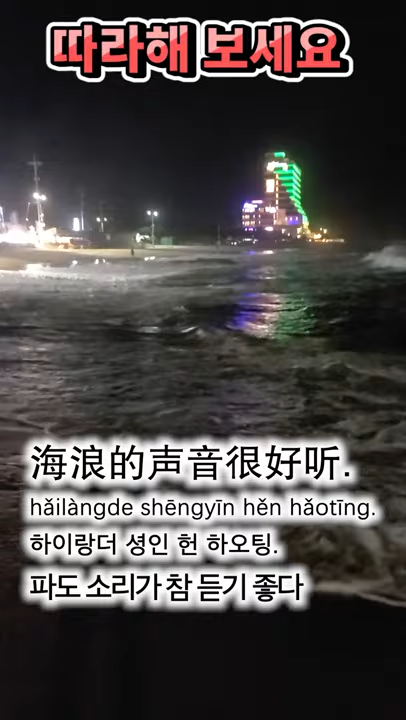 따라해 보세요
海浪的声音很好听.
hǎilàngde shēngyīn hěn hǎotīng.
하이랑더 셩인 헌 하오팅.
파도 소리가 참 듣기 좋다